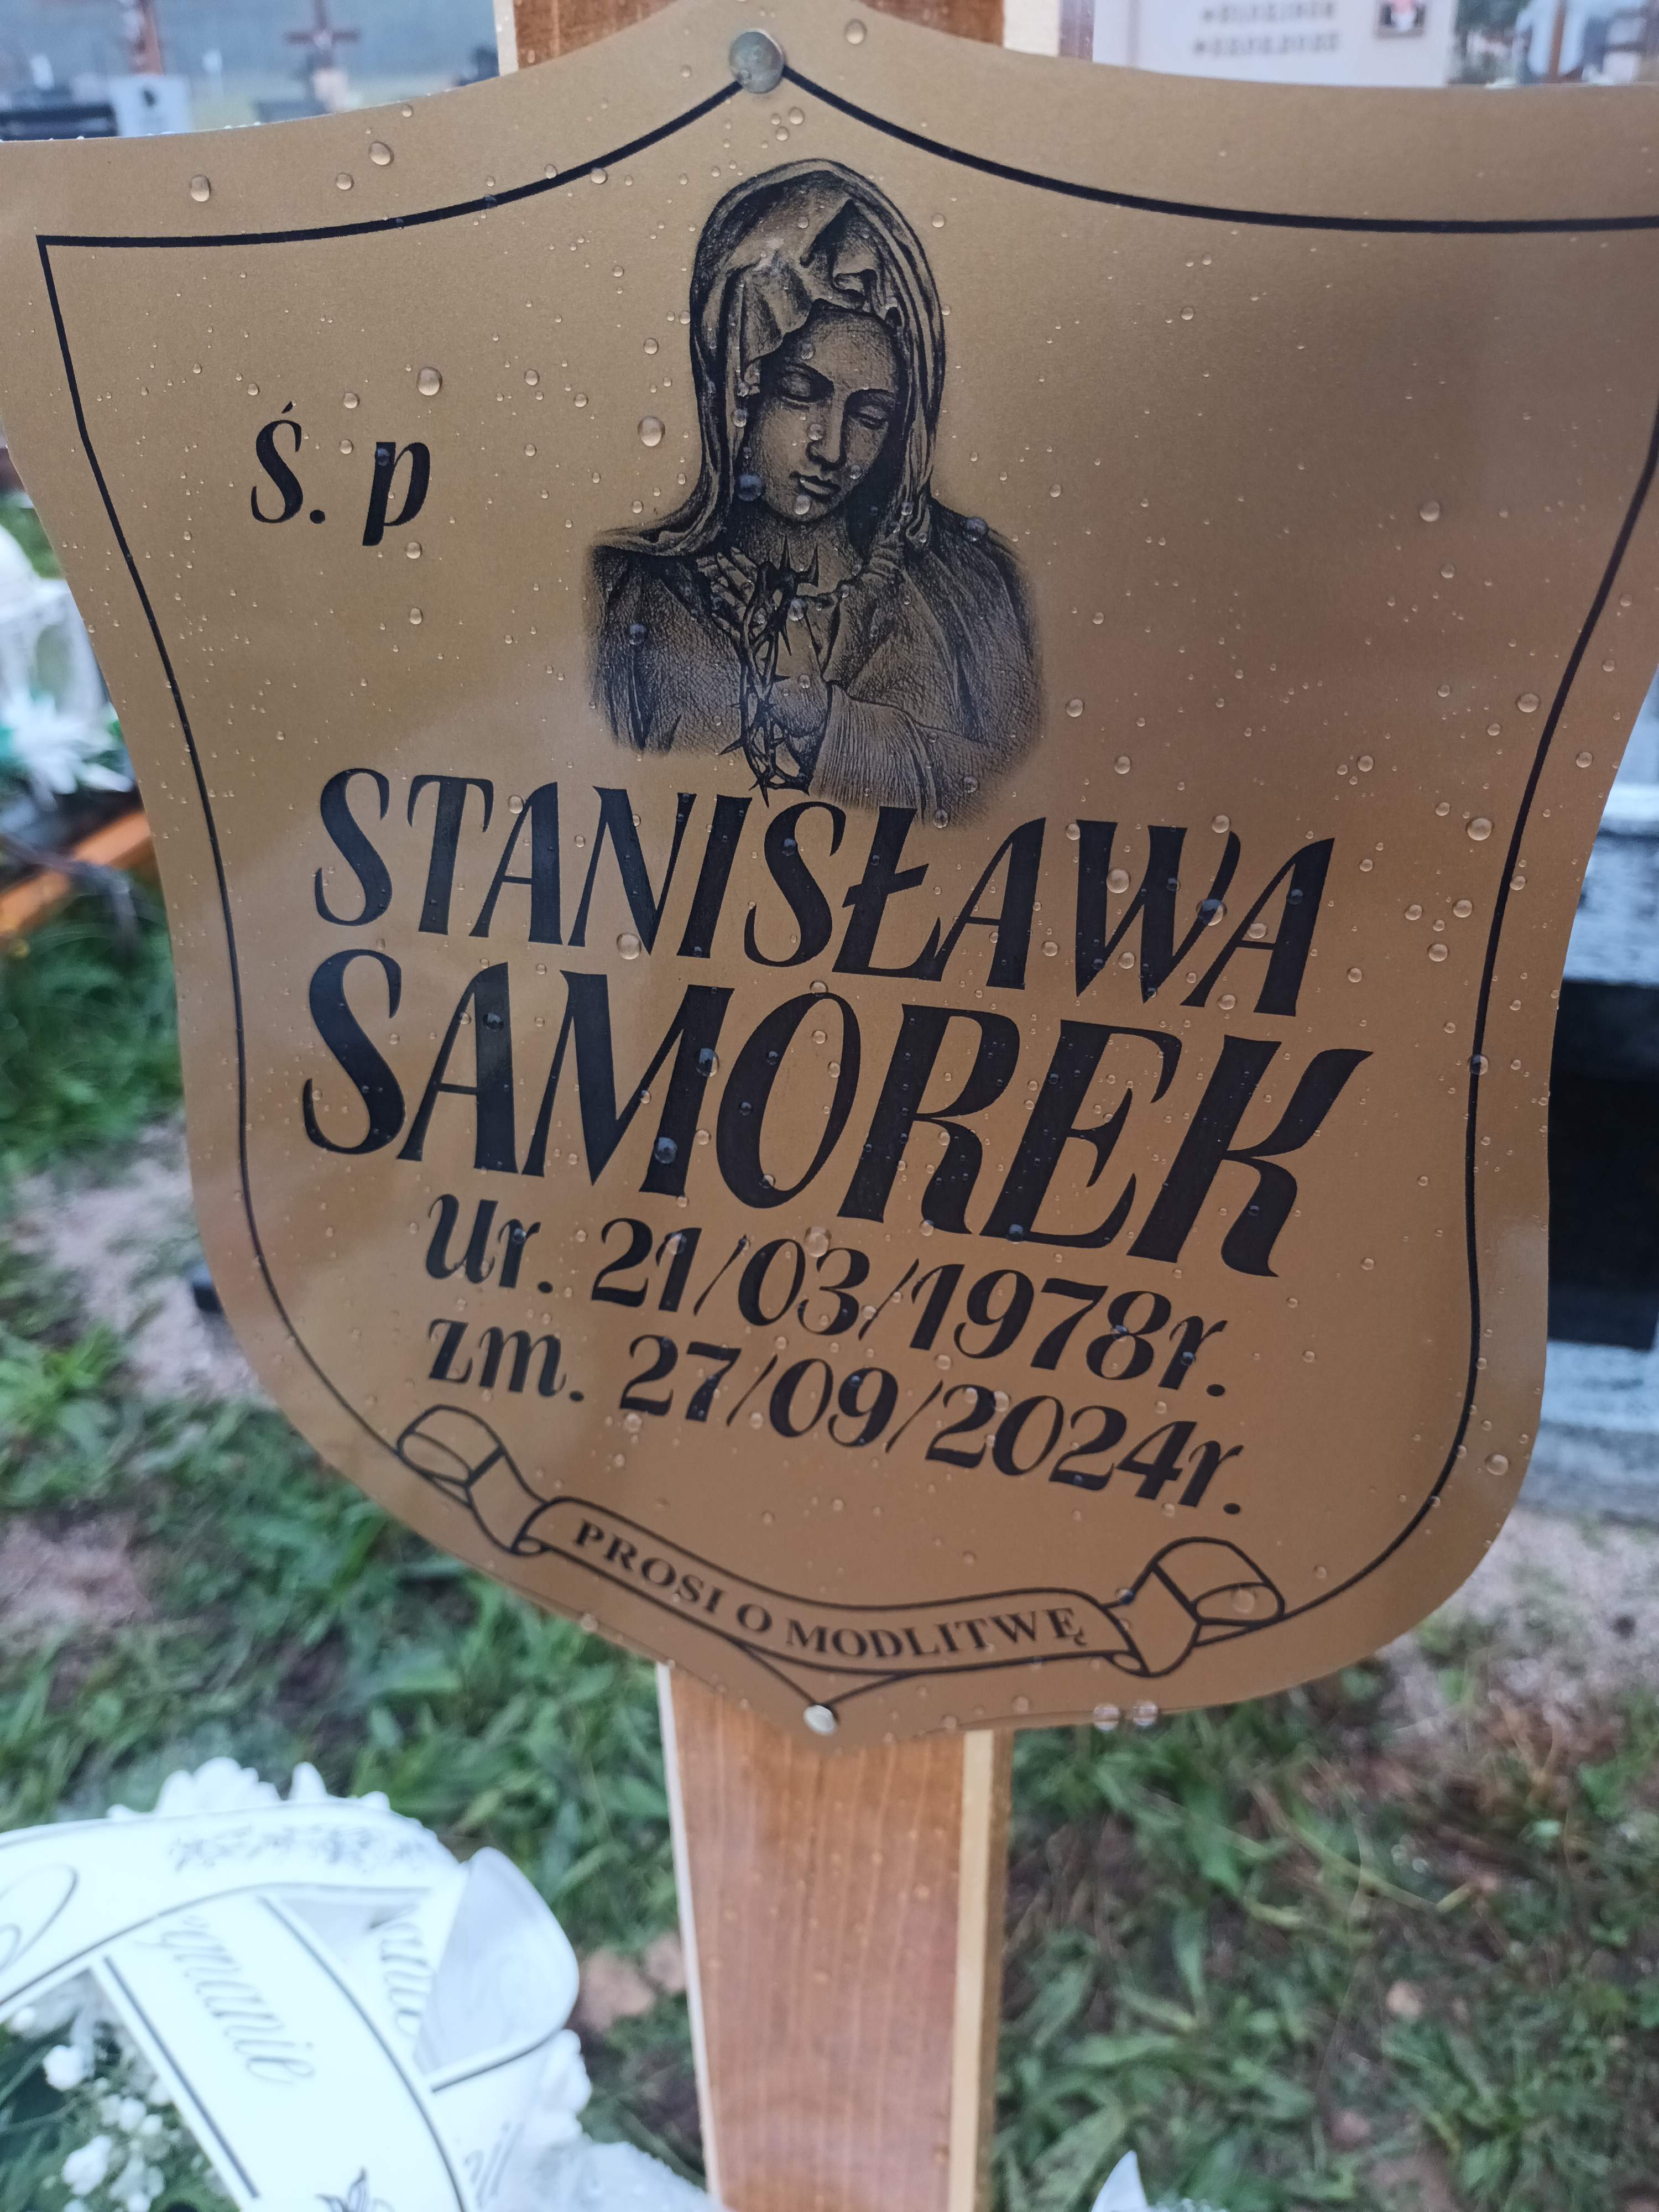 Ś. p
STANISŁAWA
SAMOREK
ur. 21/03/1978r.
zm. 27/09/2024r.
PROSI O MODLITWĘ